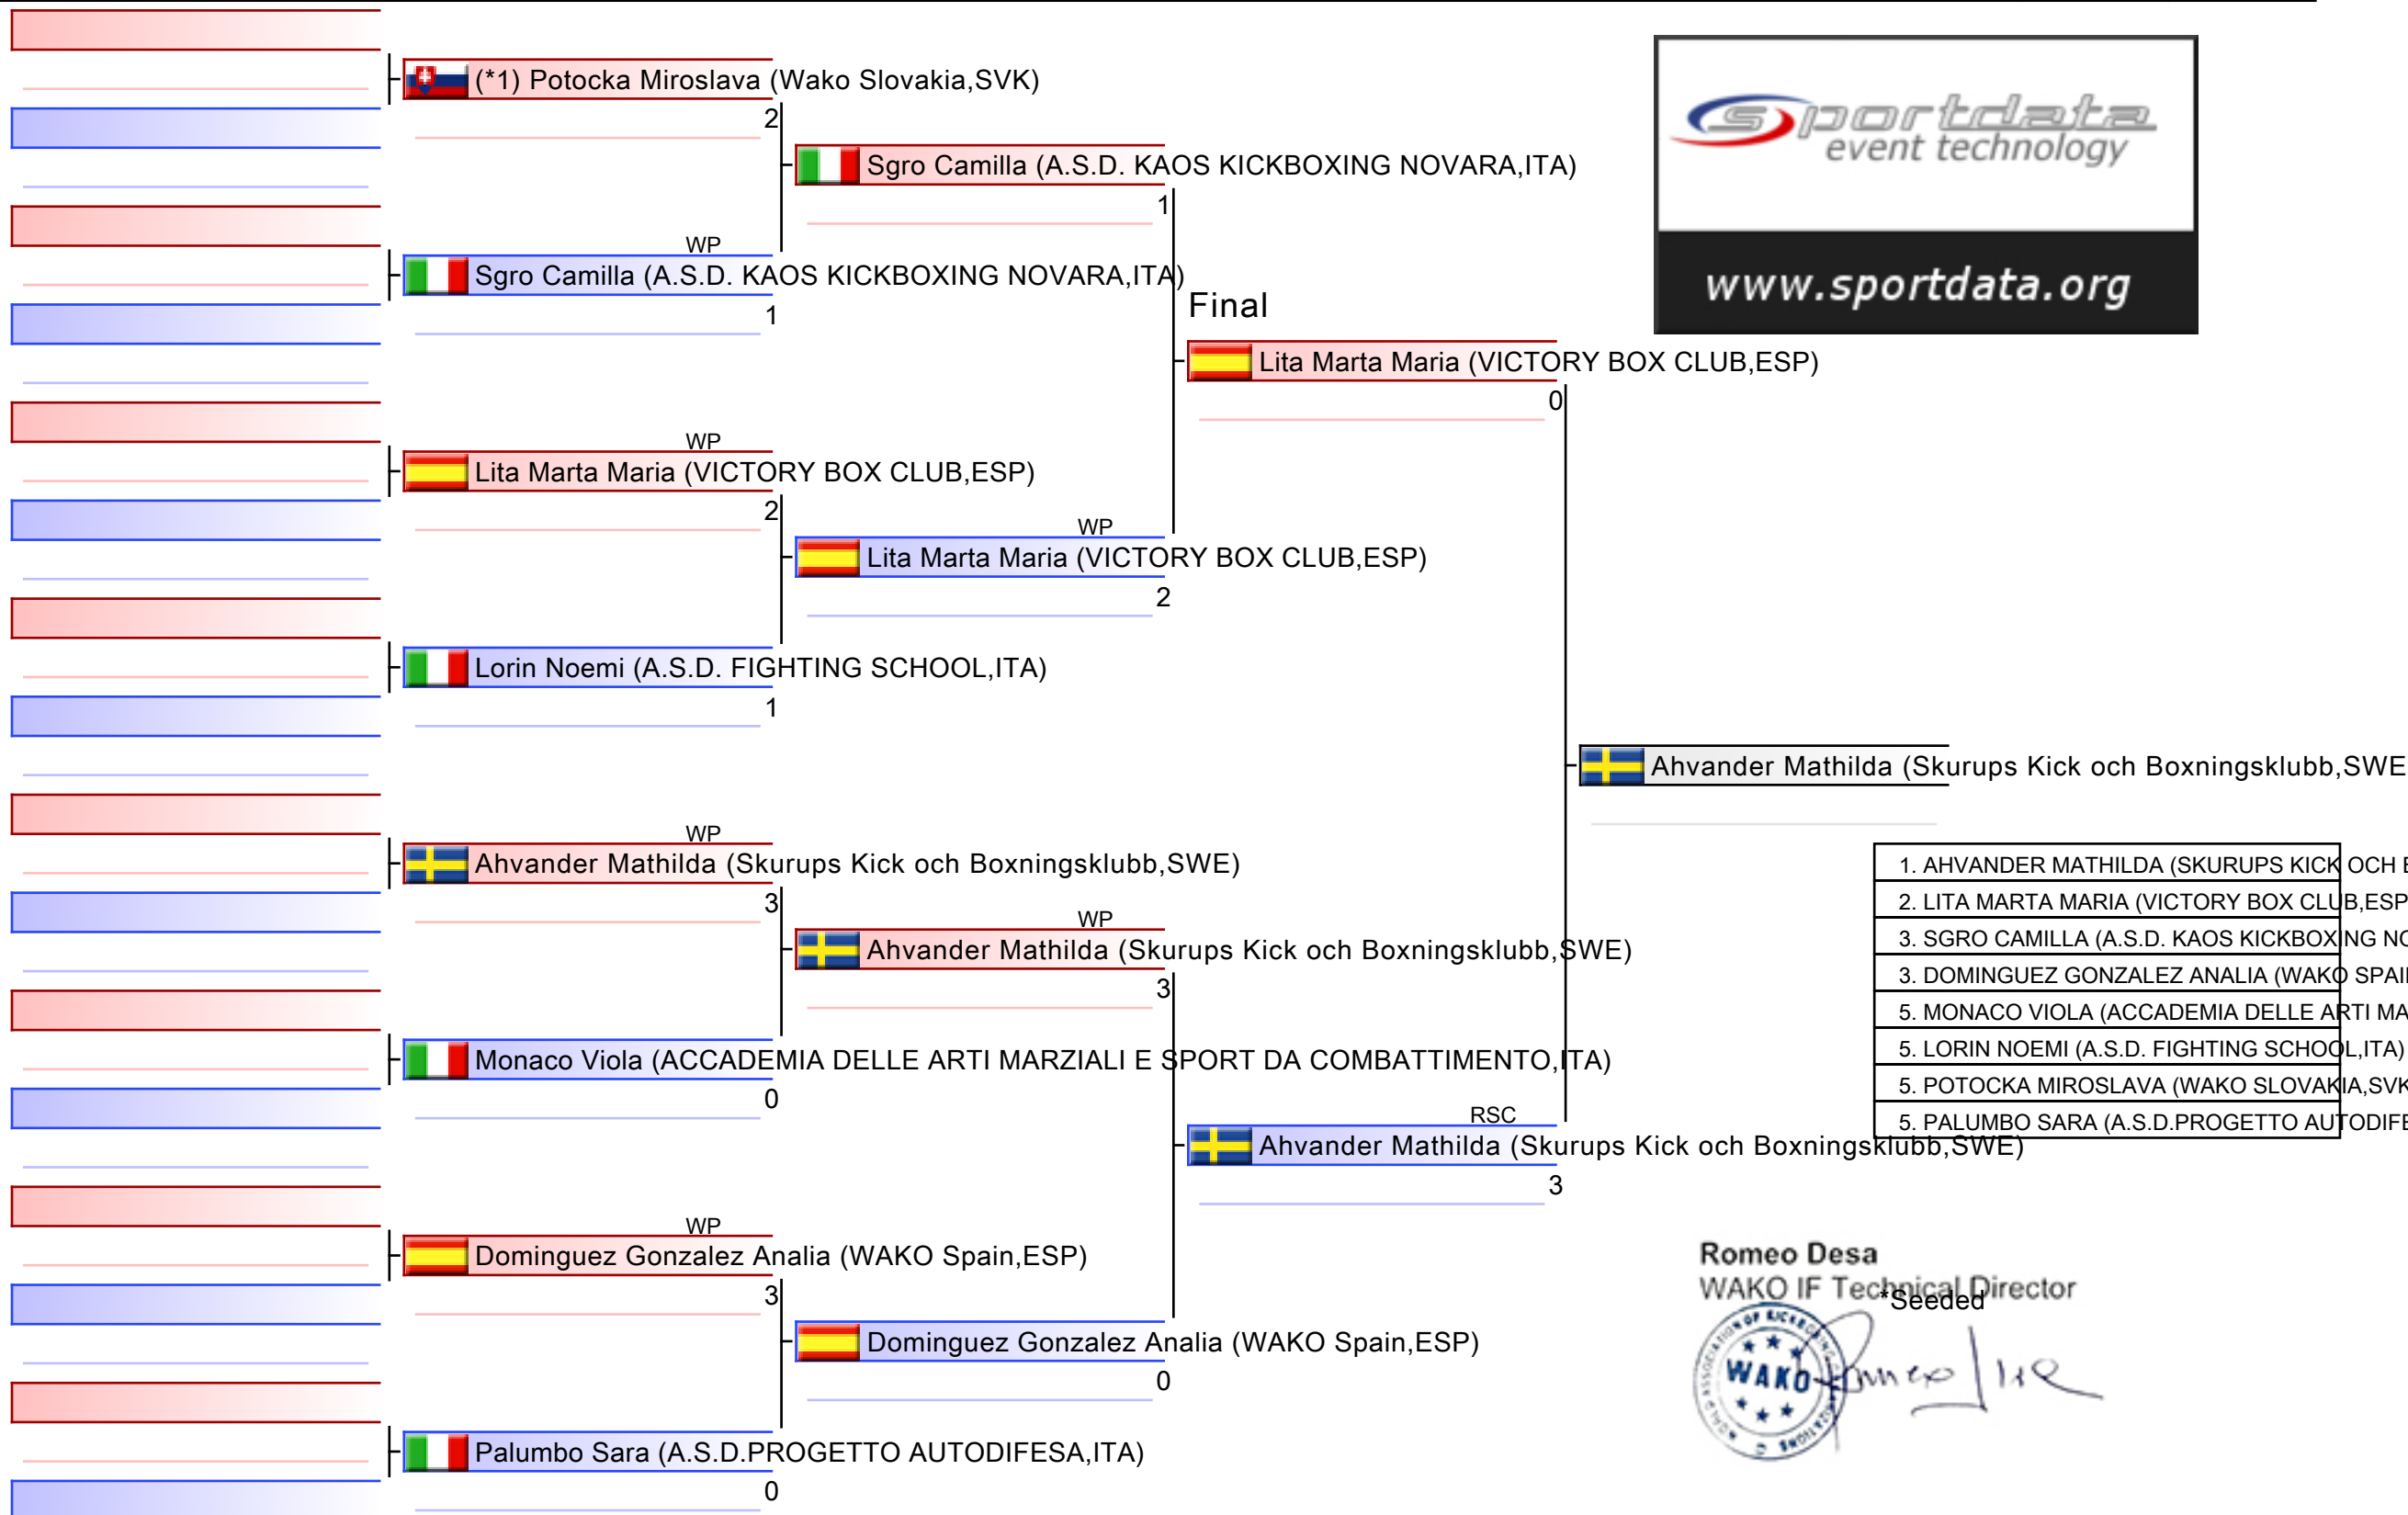 (*1) Potocka Miroslava (Wako Slovakia,SVK)
2
WP
Sgro Camilla (A.S.D. KAOS KICKBOXING NOVARA,ITA)
1
WP
Lita Marta Maria (VICTORY BOX CLUB,ESP)
2
Lorin Noemi (A.S.D. FIGHTING SCHOOL,ITA)
1
WP
Ahvander Mathilda (Skurups Kick och Boxningsklubb,SWE)
3
Monaco Viola (ACCADEMIA DELLE ARTI MARZIALI E SPORT DA COMBATTIMENTO,ITA)
0
WP
Dominguez Gonzalez Analia (WAKO Spain,ESP)
3
Palumbo Sara (A.S.D.PROGETTO AUTODIFESA,ITA)
0
Sgro Camilla (A.S.D. KAOS KICKBOXING NOVARA,ITA)
1
WP
Lita Marta Maria (VICTORY BOX CLUB,ESP)
2
WP
Ahvander Mathilda (Skurups Kick och Boxningsklubb,SWE)
3
Dominguez Gonzalez Analia (WAKO Spain,ESP)
0
Final
Lita Marta Maria (VICTORY BOX CLUB,ESP)
0
RSC
Ahvander Mathilda (Skurups Kick och Boxningsklubb,SWE)
3
Ahvander Mathilda (Skurups Kick och Boxningsklubb,SWE
sportdata
event technology
www.sportdata.org
1. AHVANDER MATHILDA (SKURUPS KICK OCH
2. LITA MARTA MARIA (VICTORY BOX CLUB,ESP
3. SGRO CAMILLA (A.S.D. KAOS KICKBOXING NO
3. DOMINGUEZ GONZALEZ ANALIA (WAKO SPAI
5. MONACO VIOLA (ACCADEMIA DELLE ARTI MA
5. LORIN NOEMI (A.S.D. FIGHTING SCHOOL,ITA)
5. POTOCKA MIROSLAVA (WAKO SLOVAKIA,SVK
5. PALUMBO SARA (A.S.D.PROGETTO AUTODIFE
Romeo Desa
WAKO IF Technical Director
*Seeded
WAKO